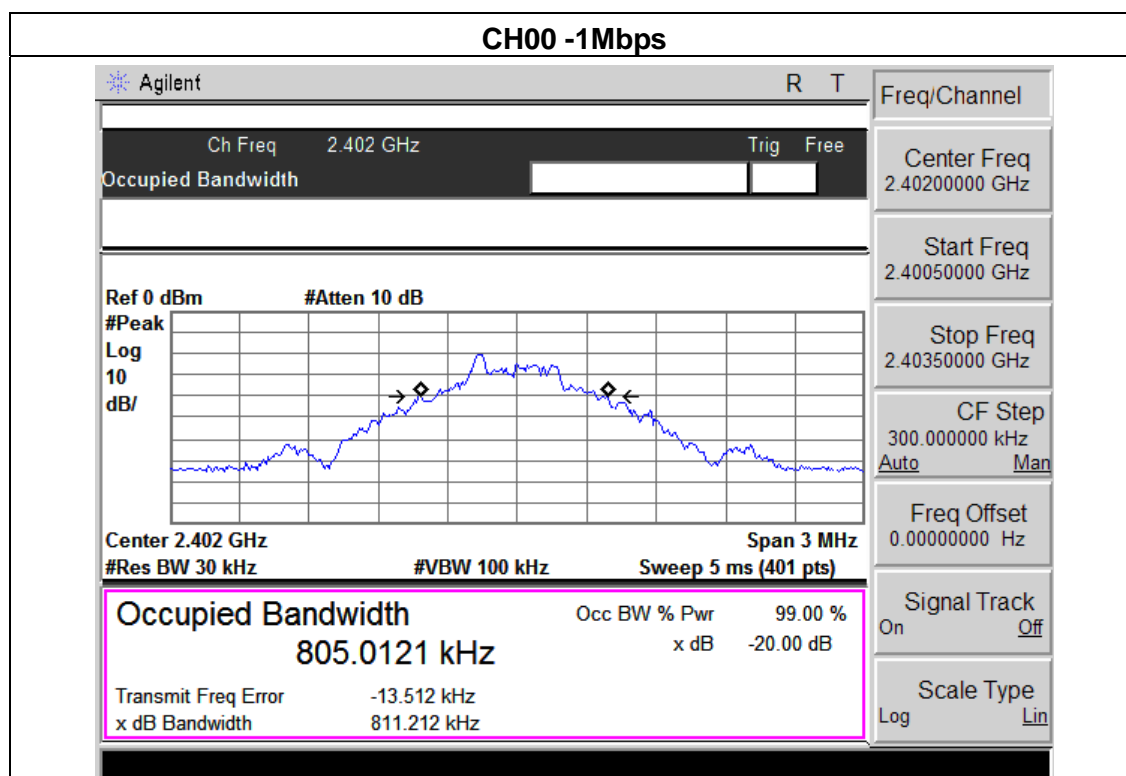 CH00 -1Mbps
Agilent R T
Freq/Channel
Ch Freq 2.402 GHz Trig Free
Occupied Bandwidth
Center Freq
2.40200000 GHz
Start Freq
2.40050000 GHz
Ref 0 dBm #Atten 10 dB
#Peak
Log
10
dB/
Stop Freq
2.40350000 GHz
CF Step
300.000000 kHz
Auto Man
Freq Offset
0.00000000 Hz
Center 2.402 GHz Span 3 MHz
#Res BW 30 kHz #VBW 100 kHz Sweep 5 ms (401 pts)
Occupied Bandwidth Occ BW % Pwr 99.00 %
805.0121 kHz x dB -20.00 dB
Transmit Freq Error -13.512 kHz
x dB Bandwidth 811.212 kHz
Signal Track
On Off
Scale Type
Log Lin